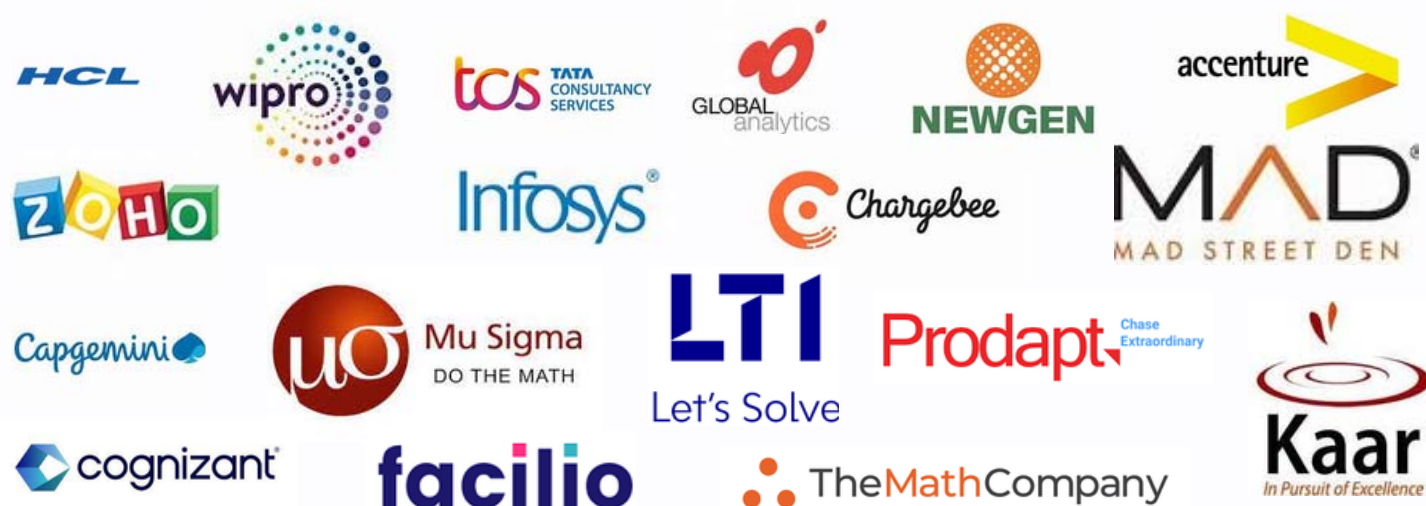 HCL
wipro
tcs TATA
CONSULTANCY
SERVICES
GLOBAL
analytics
NEWGEN
accenture
ZOHO
Infosys®
Chargebee
MAD®
MAD STREET DEN
Capgemini
μσ
Mu Sigma
DO THE MATH
LTI
Let's Solve
Prodapt
Chase
Extraordinary
Kaar
In Pursuit of Excellence
cognizant
facilio
TheMathCompany